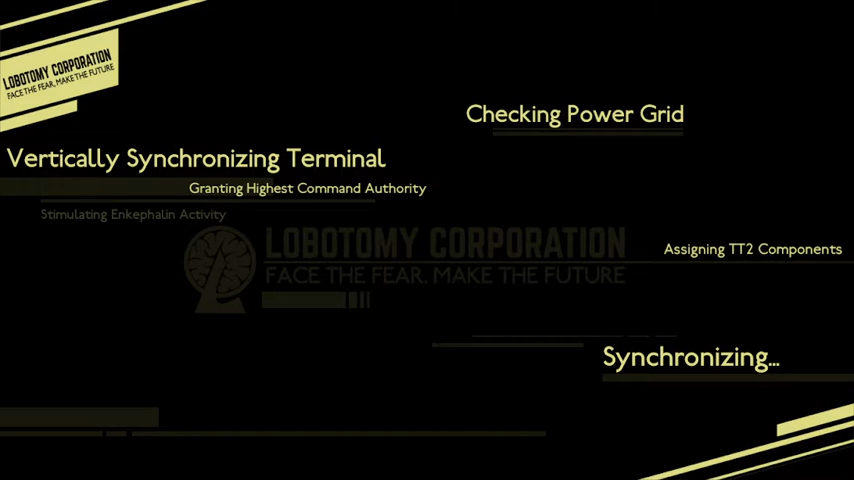 LOBOTOMY CORPORATION
FACE THE FEAR, MAKE THE FUTURE
Checking Power Grid
Vertically Synchronizing Terminal
Granting Highest Command Authority
Stimulating Enkephalin Activity
LOBOTOMY CORPORATION
FACE THE FEAR. MAKE THE FUTURE
Assigning TT2 Components
Synchronizing...